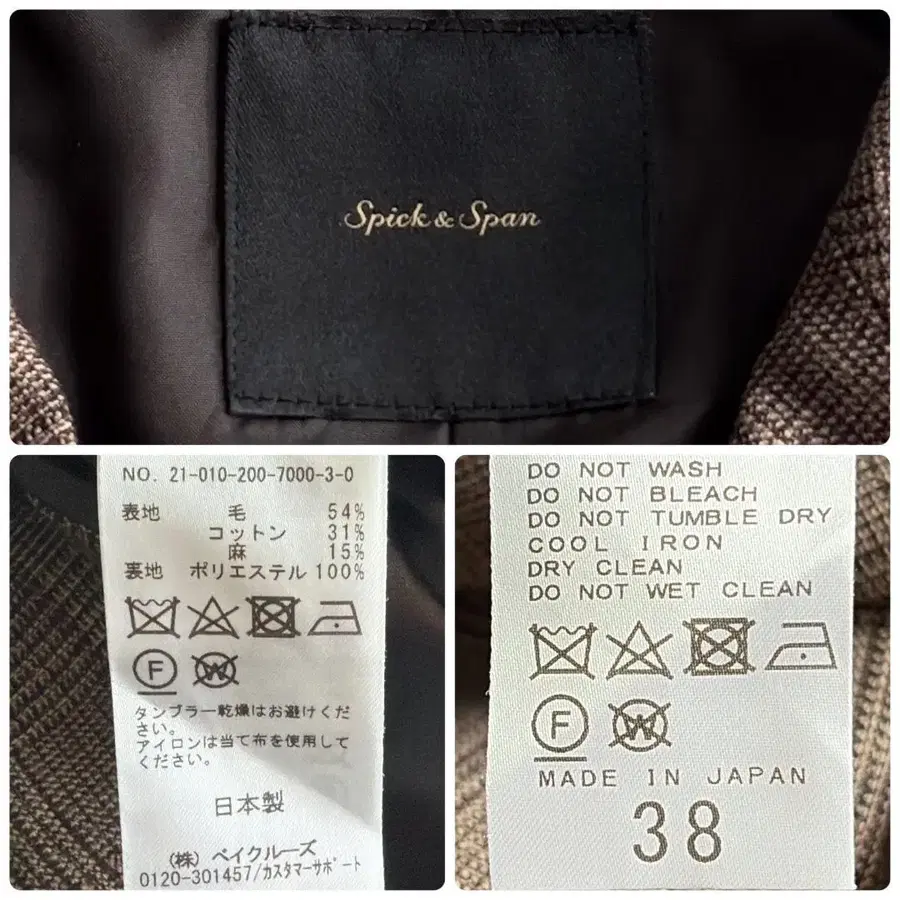 Spick & Span
NO. 21-010-200-7000-3-0
表地 毛 54%
コットン 31%
麻 15%
裏地 ポリエステル 100%
F
W
タンブラー乾燥はお避けくだ
さい。
アイロンは当て布を使用して
ください。
日本製
(株) ベイクルーズ
0120-301457/カスタマーサポート
DO NOT WASH
DO NOT BLEACH
DO NOT TUMBLE DRY
COOL IRON
DRY CLEAN
DO NOT WET CLEAN
F
W
MADE IN JAPAN
38